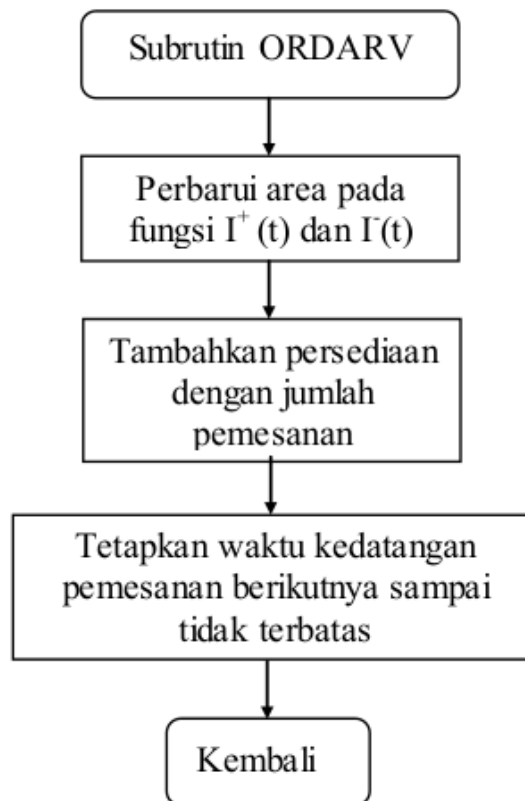 Subrutin ORDARV
Perbarui area pada
fungsi I⁺ (t) dan I⁻(t)
Tambahkan persediaan
dengan jumlah
pemesanan
Tetapkan waktu kedatangan
pemesanan berikutnya sampai
tidak terbatas
Kembali